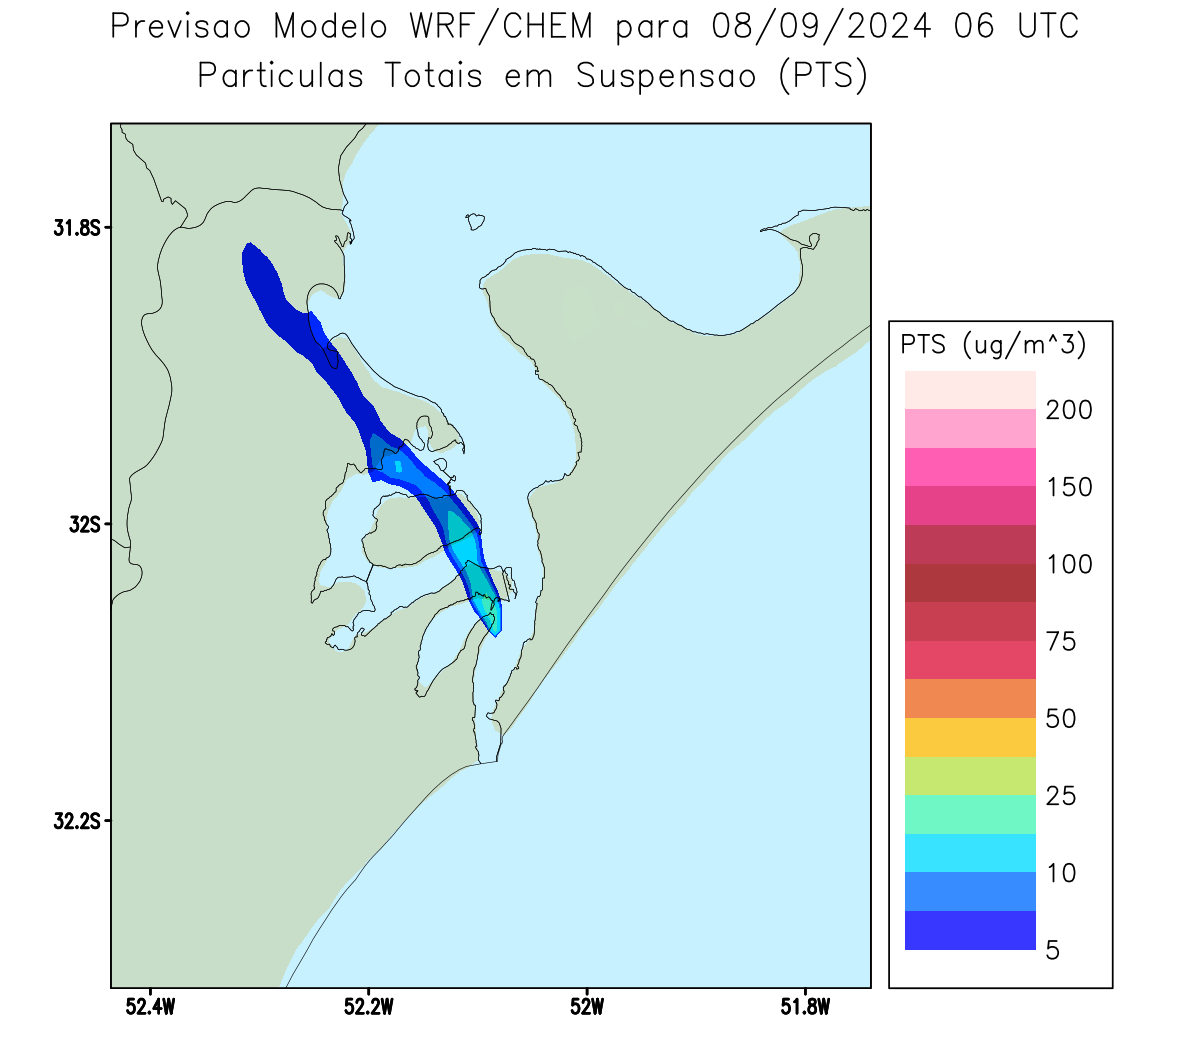 Previsao Modelo WRF/CHEM para 08/09/2024 06 UTC
Particulas Totais em Suspensao (PTS)
31.8S
32S
32.2S
52.4W
52.2W
52W
51.8W
PTS (ug/m^3)
200
150
100
75
50
25
10
5